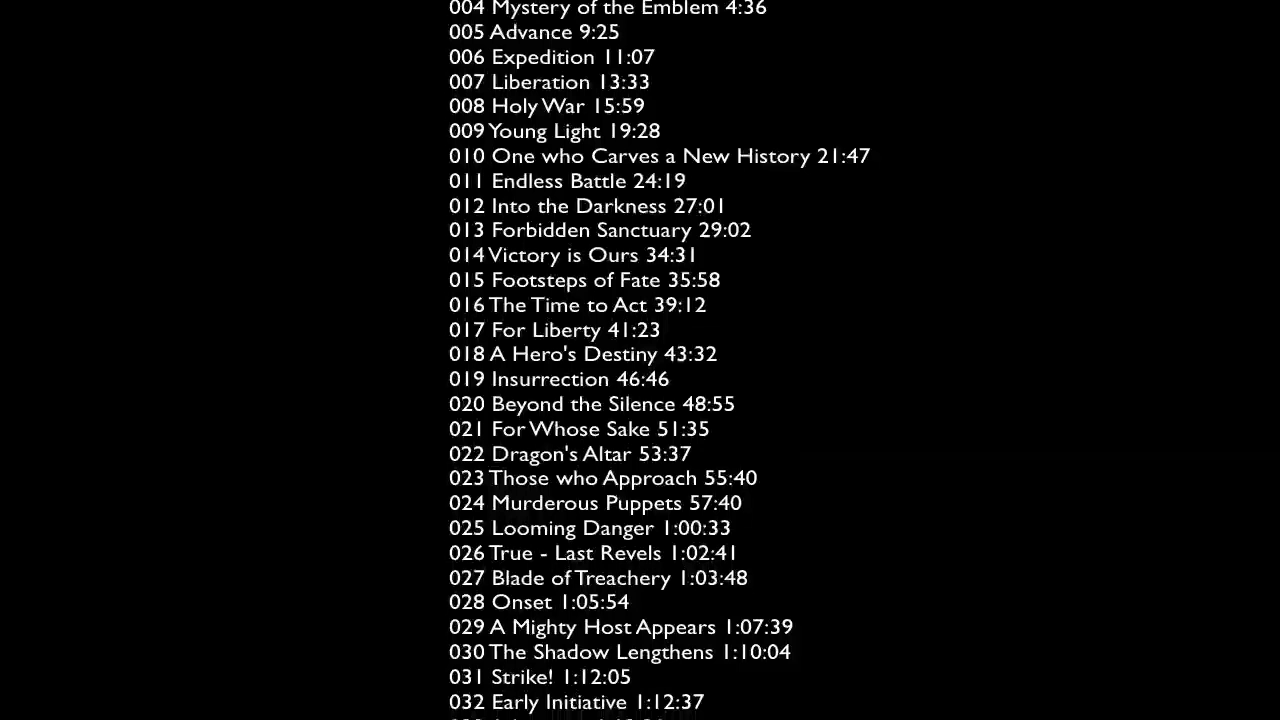 004 Mystery of the Emblem 4:36
005 Advance 9:25
006 Expedition 11:07
007 Liberation 13:33
008 Holy War 15:59
009 Young Light 19:28
010 One who Carves a New History 21:47
011 Endless Battle 24:19
012 Into the Darkness 27:01
013 Forbidden Sanctuary 29:02
014 Victory is Ours 34:31
015 Footsteps of Fate 35:58
016 The Time to Act 39:12
017 For Liberty 41:23
018 A Hero's Destiny 43:32
019 Insurrection 46:46
020 Beyond the Silence 48:55
021 For Whose Sake 51:35
022 Dragon's Altar 53:37
023 Those who Approach 55:40
024 Murderous Puppets 57:40
025 Looming Danger 1:00:33
026 True - Last Revels 1:02:41
027 Blade of Treachery 1:03:48
028 Onset 1:05:54
029 A Mighty Host Appears 1:07:39
030 The Shadow Lengthens 1:10:04
031 Strike! 1:12:05
032 Early Initiative 1:12:37